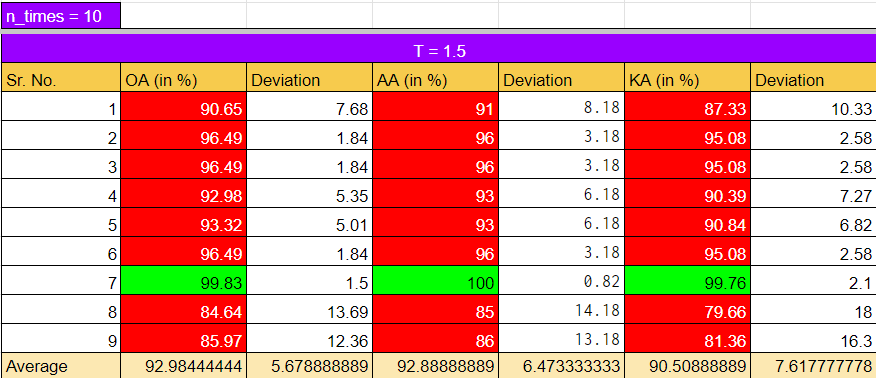 n_times = 10
T = 1.5
Sr. No. OA (in %) Deviation AA (in %) Deviation KA (in %) Deviation
1 90.65 7.68 91 8.18 87.33 10.33
2 96.49 1.84 96 3.18 95.08 2.58
3 96.49 1.84 96 3.18 95.08 2.58
4 92.98 5.35 93 6.18 90.39 7.27
5 93.32 5.01 93 6.18 90.84 6.82
6 96.49 1.84 96 3.18 95.08 2.58
7 99.83 1.5 100 0.82 99.76 2.1
8 84.64 13.69 85 14.18 79.66 18
9 85.97 12.36 86 13.18 81.36 16.3
Average 92.98444444 5.678888889 92.88888889 6.473333333 90.50888889 7.617777778